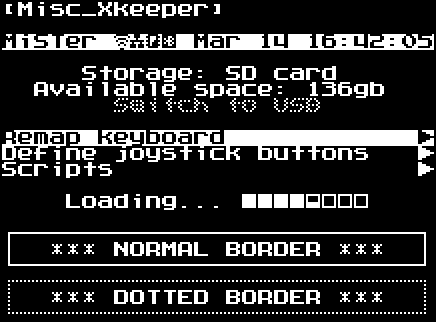 [Misc_Xkeeper]
MiSTer Mar 14 16:42:05
Storage: SD card
Available space: 136gb
Switch to USB
Remap keyboard
Define joystick buttons
Scripts
Loading...
*** NORMAL BORDER ***
*** DOTTED BORDER ***